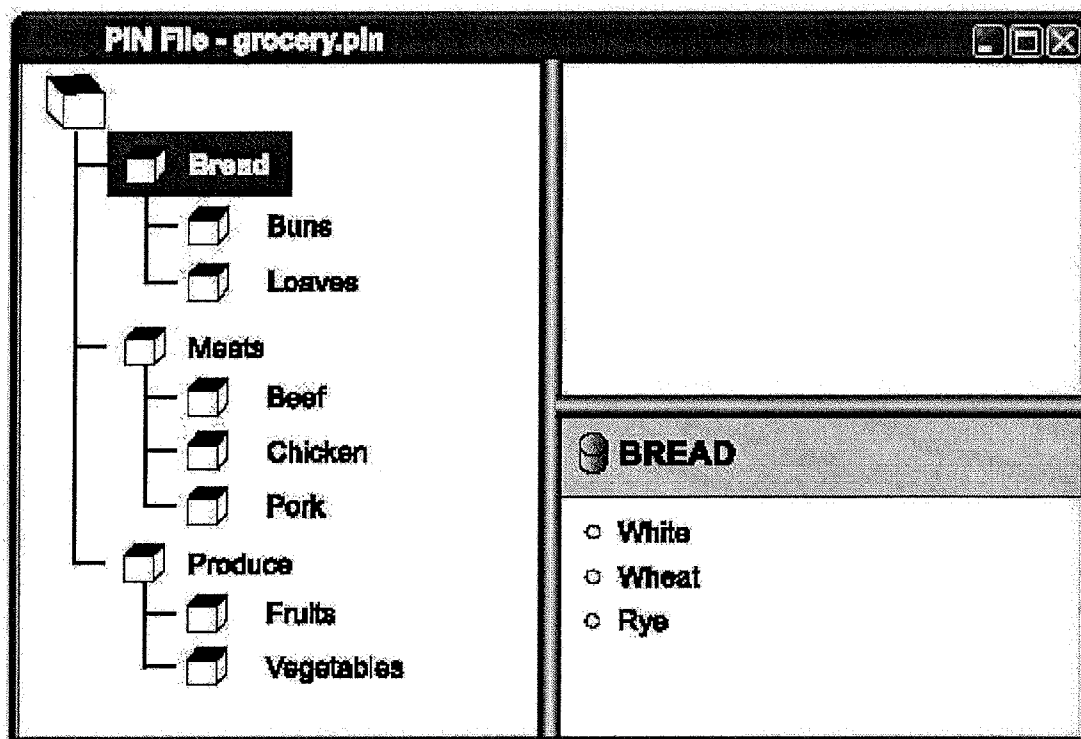 PIN File - grocery.pin
Bread
Buns
Loaves
Meats
Beef
Chicken
Pork
Produce
Fruits
Vegetables
BREAD
White
Wheat
Rye